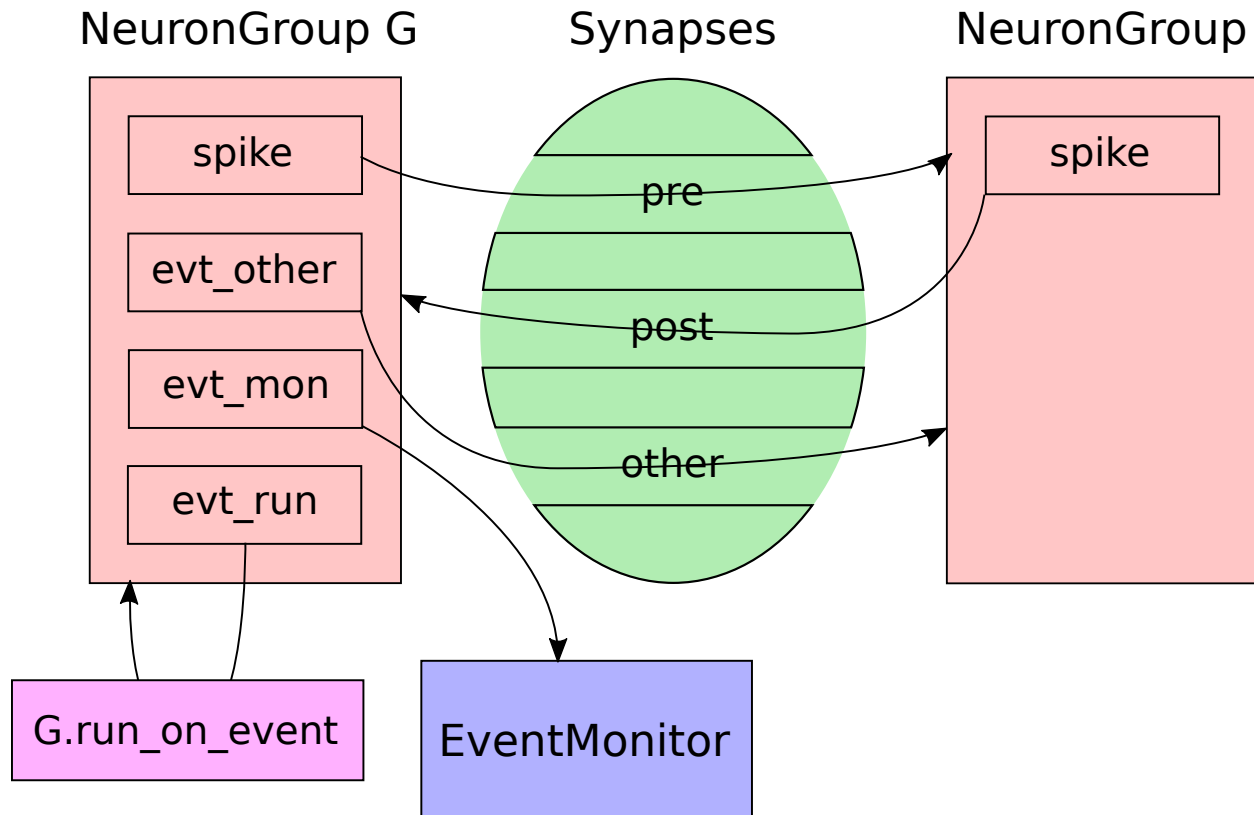 NeuronGroup G
Synapses
NeuronGroup
spike
evt_other
evt_mon
evt_run
pre
post
other
spike
G.run_on_event
EventMonitor